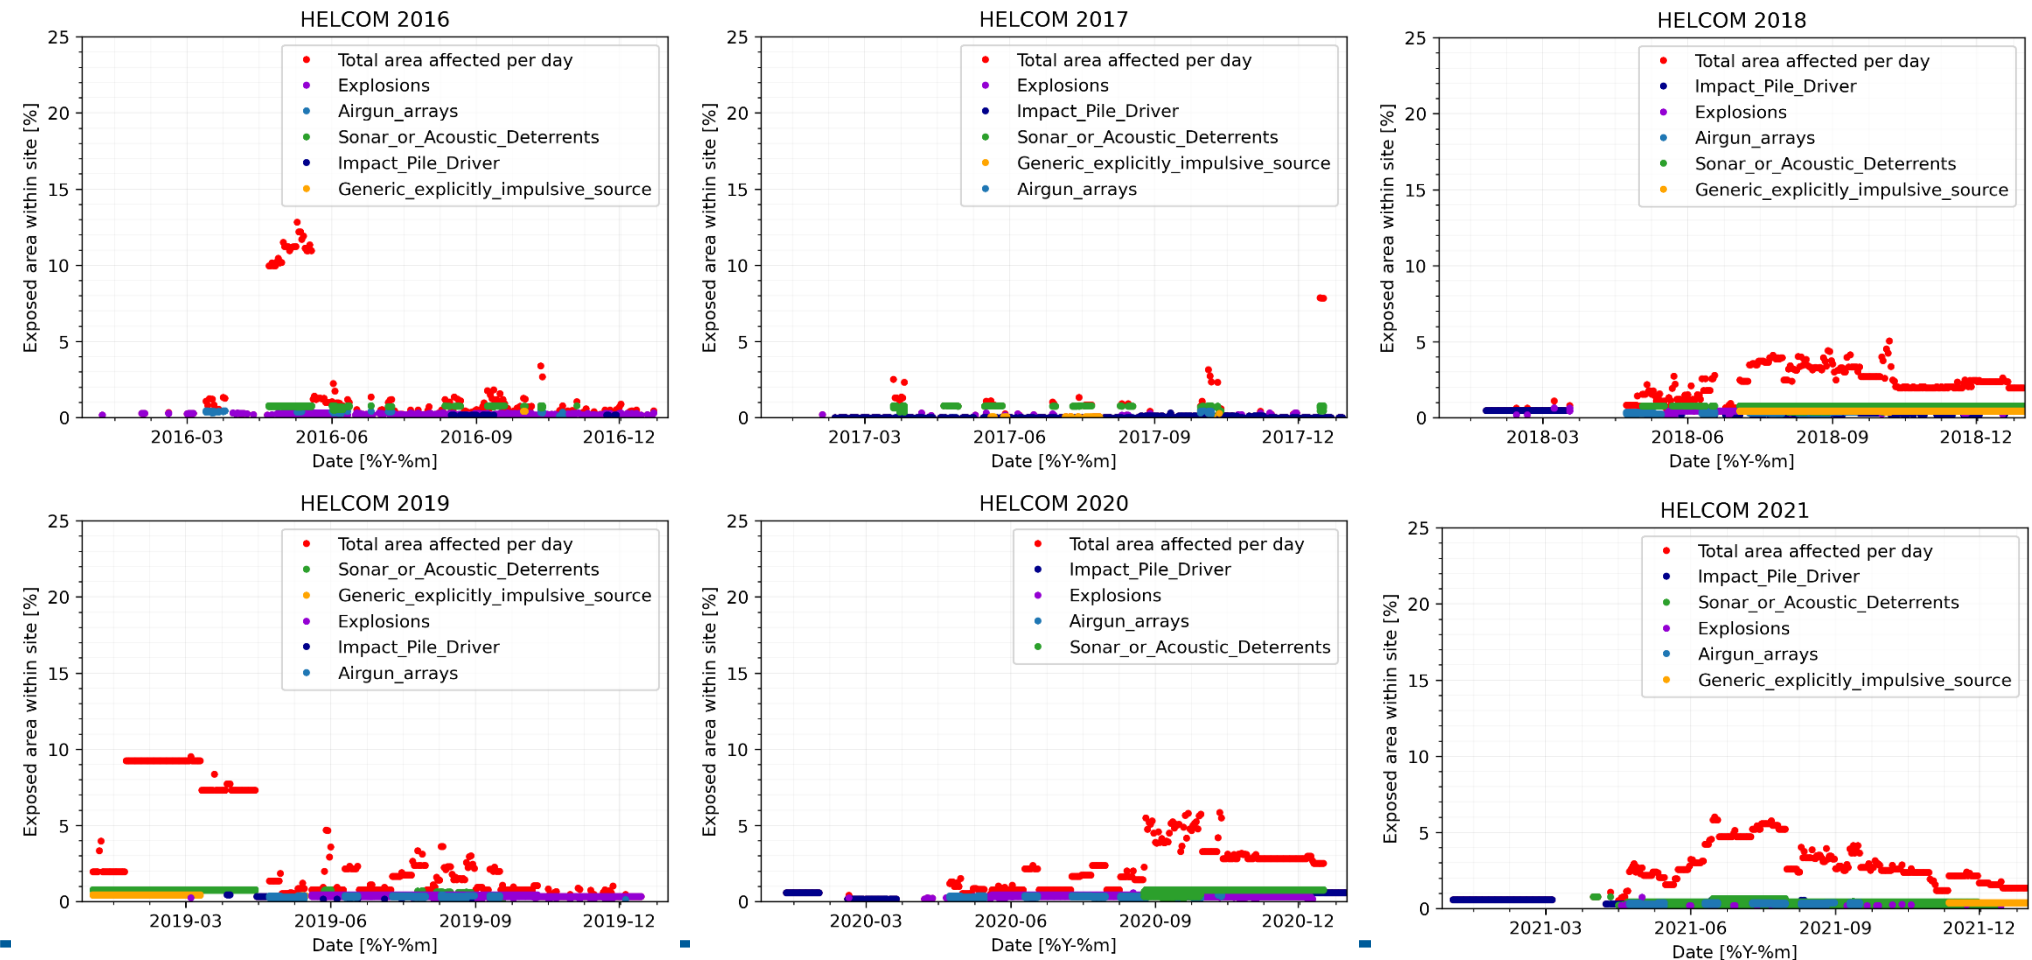 HELCOM 2016
25
20
15
10
5
0
Exposed area within site [%]
Total area affected per day
Explosions
Airgun_arrays
Sonar_or_Acoustic_Deterrents
Impact_Pile_Driver
Generic_explicitly_impulsive_source
2016-03 2016-06 2016-09 2016-12
Date [%Y-%m]
HELCOM 2017
25
20
15
10
5
0
Exposed area within site [%]
Total area affected per day
Explosions
Impact_Pile_Driver
Sonar_or_Acoustic_Deterrents
Generic_explicitly_impulsive_source
Airgun_arrays
2017-03 2017-06 2017-09 2017-12
Date [%Y-%m]
HELCOM 2018
25
20
15
10
5
0
Exposed area within site [%]
Total area affected per day
Impact_Pile_Driver
Explosions
Airgun_arrays
Sonar_or_Acoustic_Deterrents
Generic_explicitly_impulsive_source
2018-03 2018-06 2018-09 2018-12
Date [%Y-%m]
HELCOM 2019
25
20
15
10
5
0
Exposed area within site [%]
Total area affected per day
Sonar_or_Acoustic_Deterrents
Generic_explicitly_impulsive_source
Explosions
Impact_Pile_Driver
Airgun_arrays
2019-03 2019-06 2019-09 2019-12
Date [%Y-%m]
HELCOM 2020
25
20
15
10
5
0
Exposed area within site [%]
Total area affected per day
Impact_Pile_Driver
Explosions
Airgun_arrays
Sonar_or_Acoustic_Deterrents
2020-03 2020-06 2020-09 2020-12
Date [%Y-%m]
HELCOM 2021
25
20
15
10
5
0
Exposed area within site [%]
Total area affected per day
Impact_Pile_Driver
Sonar_or_Acoustic_Deterrents
Explosions
Airgun_arrays
Generic_explicitly_impulsive_source
2021-03 2021-06 2021-09 2021-12
Date [%Y-%m]